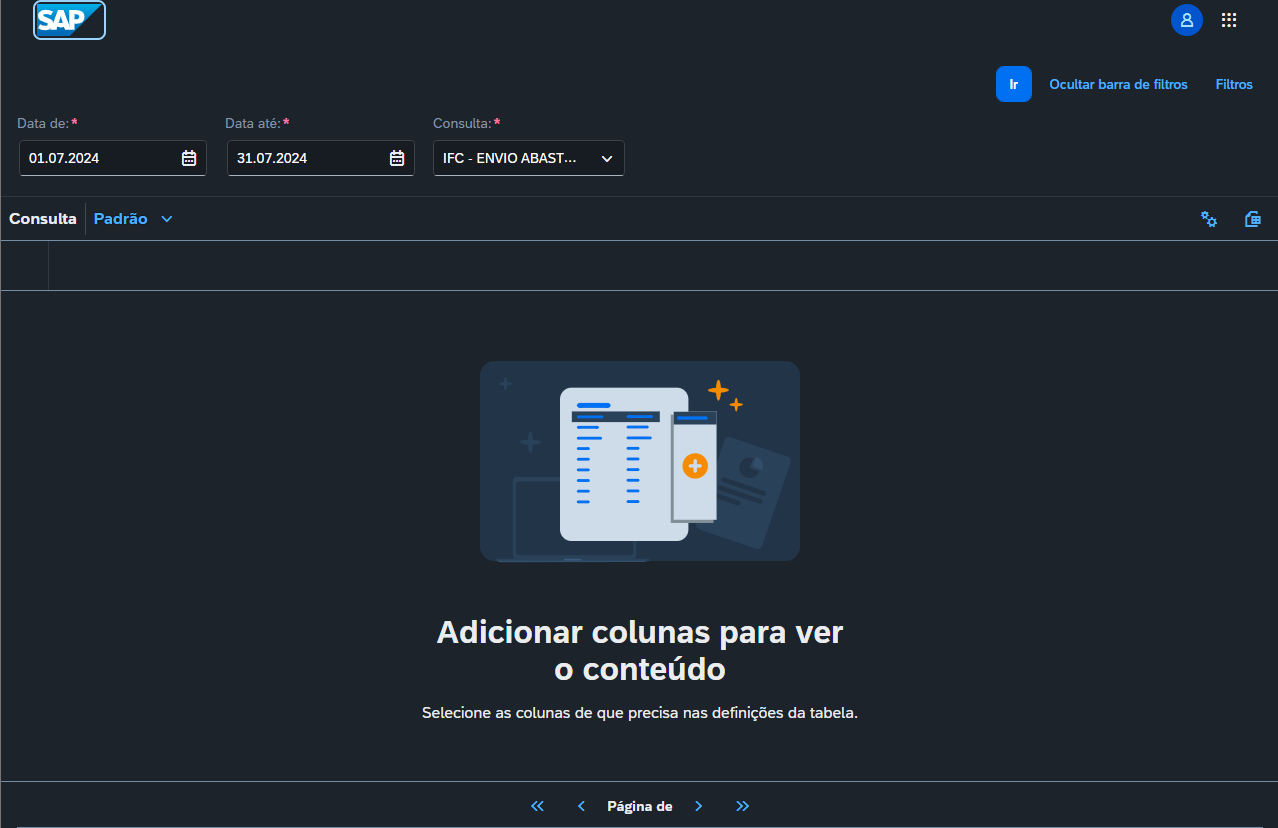 SAP
Ir
Ocultar barra de filtros
Filtros
Data de:*
Data até:*
Consulta:*
01.07.2024
31.07.2024
IFC - ENVIO ABAST...
Consulta
Padrão
Adicionar colunas para ver
o conteúdo
Selecione as colunas de que precisa nas definições da tabela.
Página de